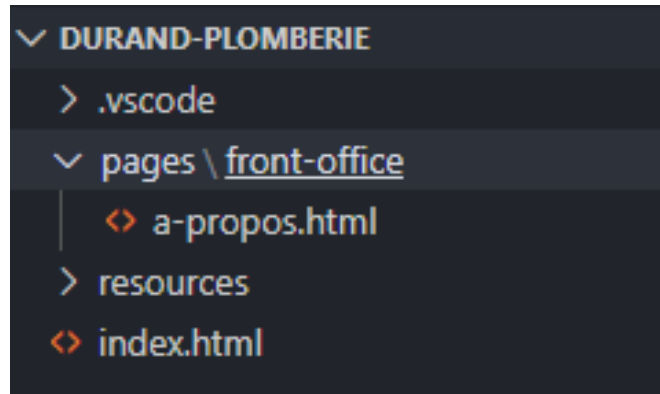 DURAND-PLOMBERIE
.vscode
pages \ front-office
a-propos.html
resources
index.html